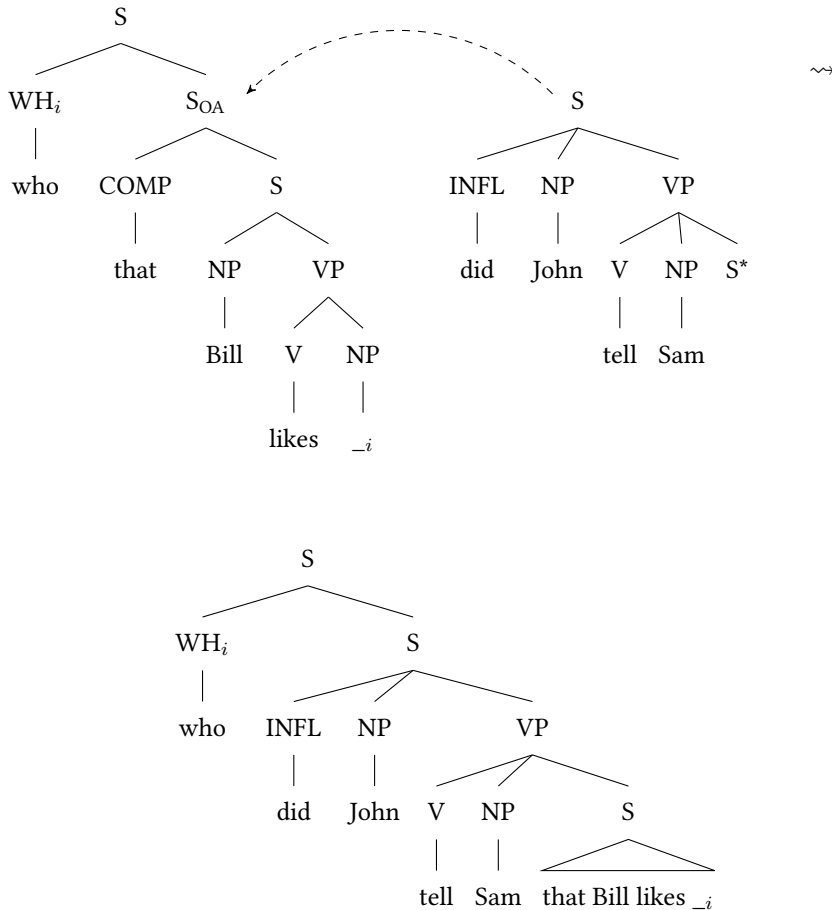 S
⇝
WH_i S_OA S
who COMP S INFL NP VP
that NP VP did John V NP S*
Bill V NP tell Sam
likes _i
S
WH_i S
who INFL NP VP
did John V NP S
tell Sam that Bill likes _i